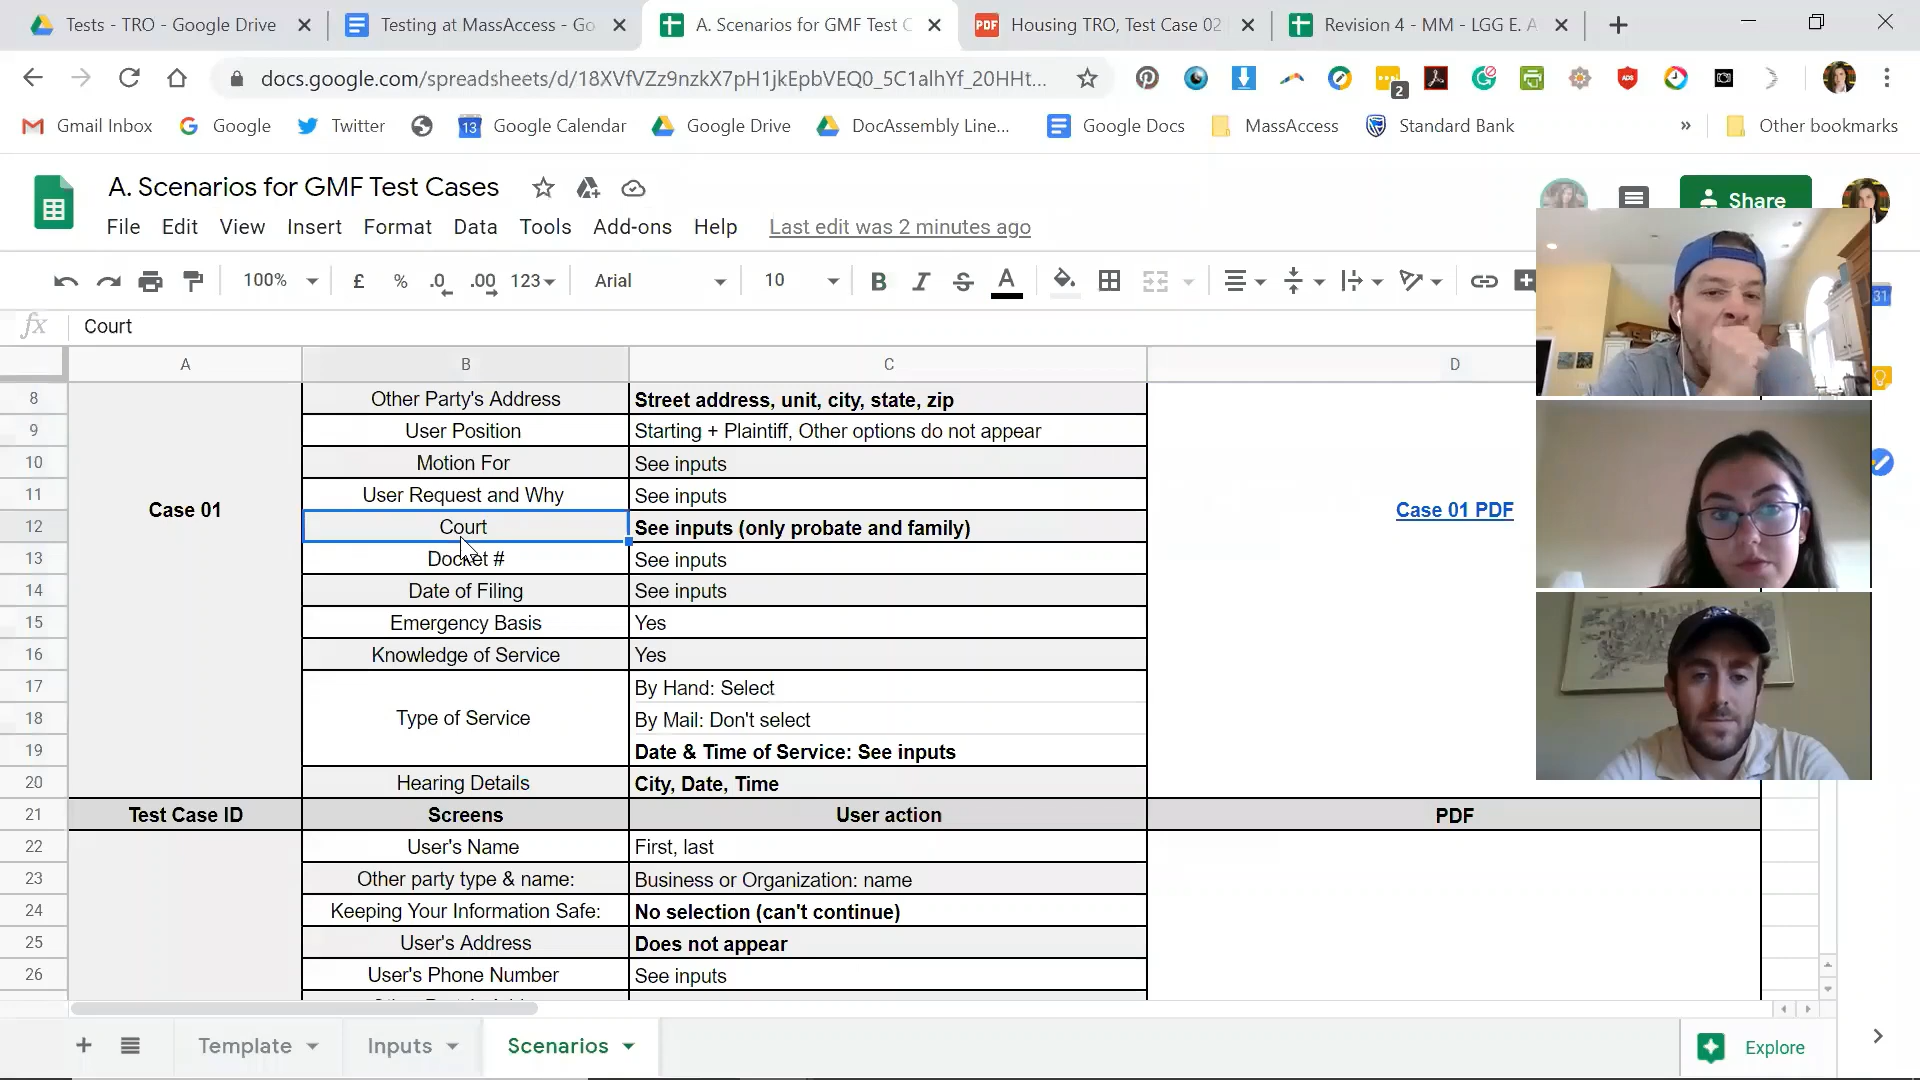 Tests - TRO - Google Drive
Testing at MassAccess - Go
A. Scenarios for GMF Test C
PDF
Housing TRO, Test Case 02
Revision 4 - MM - LGG E. A
docs.google.com/spreadsheets/d/18XVfVZz9nzkX7pH1jkEpbVEQ0_5C1alhYf_20HHt...
2
ADS
Gmail Inbox
Google
Twitter
13
Google Calendar
Google Drive
DocAssembly Line...
Google Docs
MassAccess
Standard Bank
»
Other bookmarks
A. Scenarios for GMF Test Cases
Share
File Edit View Insert Format Data Tools Add-ons Help Last edit was 2 minutes ago
100% £ % .0 .00 123 Arial 10 B I S A
31
fx Court
A B C D
8 Other Party's Address Street address, unit, city, state, zip
9 User Position Starting + Plaintiff, Other options do not appear
10 Motion For See inputs
11 User Request and Why See inputs
Case 01
Case 01 PDF
12 Court See inputs (only probate and family)
13 Docket # See inputs
14 Date of Filing See inputs
15 Emergency Basis Yes
16 Knowledge of Service Yes
17 By Hand: Select
18 Type of Service By Mail: Don't select
19 Date & Time of Service: See inputs
20 Hearing Details City, Date, Time
21 Test Case ID Screens User action PDF
22 User's Name First, last
23 Other party type & name: Business or Organization: name
24 Keeping Your Information Safe: No selection (can't continue)
25 User's Address Does not appear
26 User's Phone Number See inputs
Template Inputs Scenarios Explore